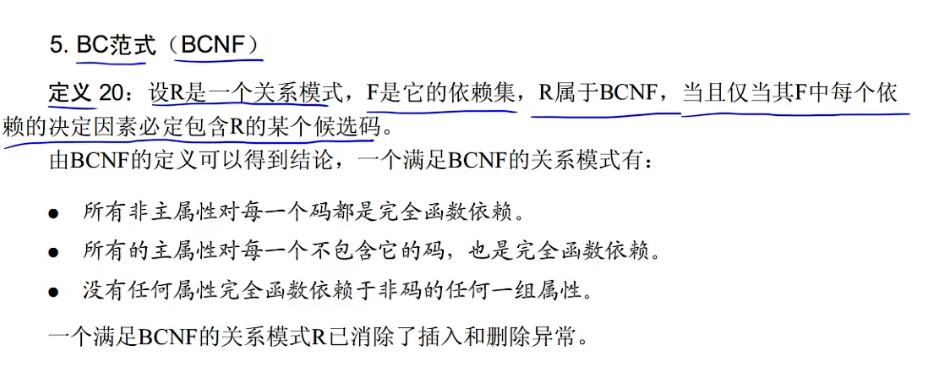 5. BC范式（BCNF）
定义 20：设R是一个关系模式，F是它的依赖集，R属于BCNF，当且仅当其F中每个依
赖的决定因素必定包含R的某个候选码。
由BCNF的定义可以得到结论，一个满足BCNF的关系模式有：
● 所有非主属性对每一个码都是完全函数依赖。
● 所有的主属性对每一个不包含它的码，也是完全函数依赖。
● 没有任何属性完全函数依赖于非码的任何一组属性。
一个满足BCNF的关系模式R已消除了插入和删除异常。